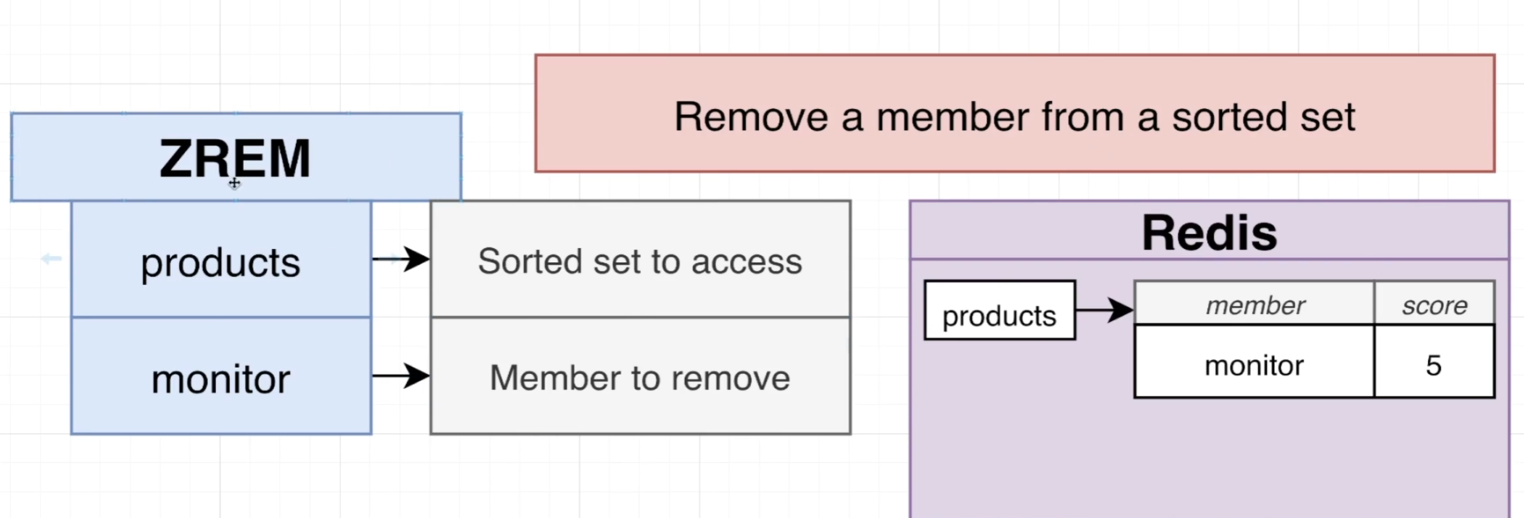 Remove a member from a sorted set
ZREM
products
Sorted set to access
monitor
Member to remove
Redis
products
member
score
monitor
5